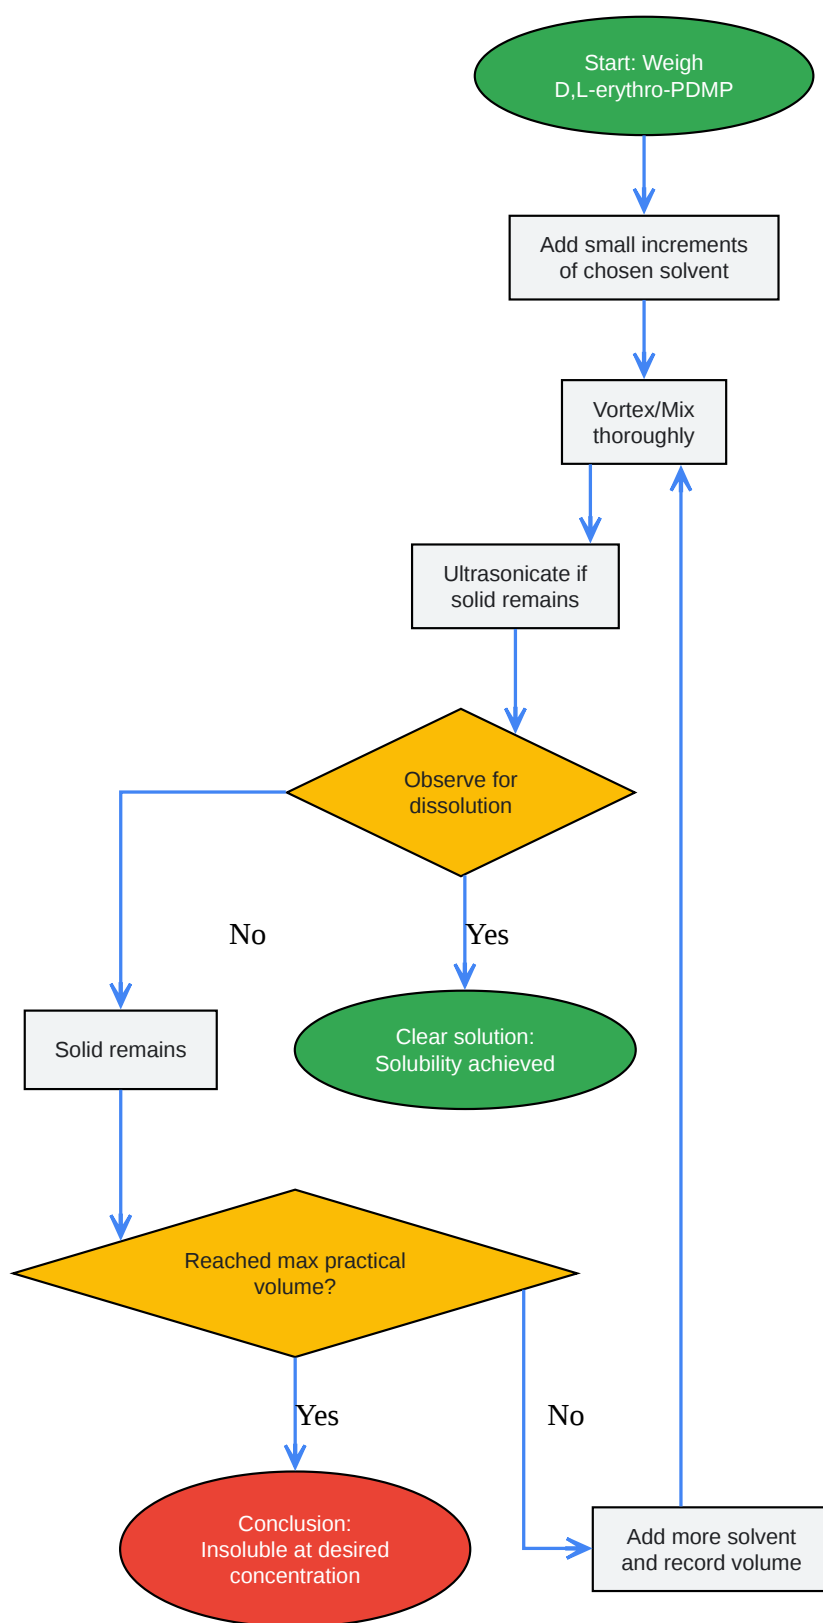 Start: Weigh
D,L-erythro-PDMP
Add small increments
of chosen solvent
Vortex/Mix
thoroughly
Ultrasonicate if
solid remains
Observe for
dissolution
No
Yes
Solid remains
Clear solution:
Solubility achieved
Reached max practical
volume?
Yes
No
Conclusion:
Insoluble at desired
concentration
Add more solvent
and record volume